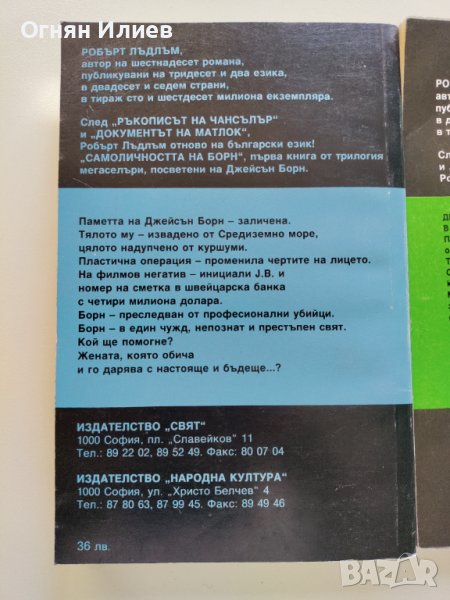 Огнян Илиев
РОБЪРТ ЛЪДЛЪМ,
автор на шестнадесет романа,
публикувани на тридесет и два езика,
в двадесет и седем страни,
в тираж сто и шестдесет милиона екземпляра.
След „РЪКОПИСЪТ НА ЧАНСЪЛЪР“
и „ДОКУМЕНТЪТ НА МАТЛОК“,
Робърт Лъдлъм отново на български език!
„САМОЛИЧНОСТТА НА БОРН“, първа книга от трилогия
мегаселъри, посветени на Джейсън Борн.
Паметта на Джейсън Борн – заличена.
Тялото му – извадено от Средиземно море,
цялото надупчено от куршуми.
Пластична операция – променила чертите на лицето.
На филмов негатив – инициали J.B. и
номер на сметка в швейцарска банка
с четири милиона долара.
Борн – преследван от професионални убийци.
Борн – в един чужд, непознат и престъпен свят.
Кой ще помогне?
Жената, която обича
и го дарява с настояще и бъдеще...?
ИЗДАТЕЛСТВО „СВЯТ“
1000 София, пл. „Славейков“ 11
Тел.: 89 22 02, 89 52 49. Факс: 80 07 04
ИЗДАТЕЛСТВО „НАРОДНА КУЛТУРА“
1000 София, ул. „Христо Белчев“ 4
Тел.: 87 80 63, 87 99 45. Факс: 89 49 46
36 лв.
BAZAR